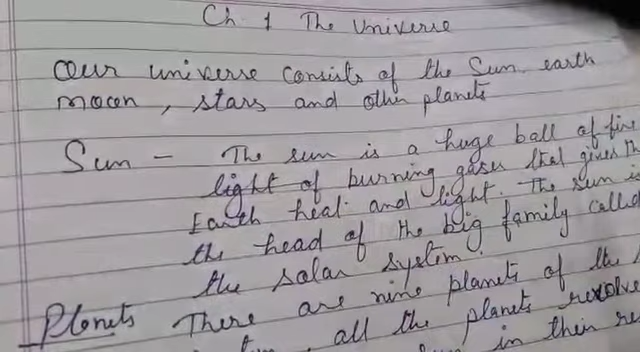 Ch 1 The Universe
Our universe consists of the Sun, earth
moon, stars and other planets
Sun - The sun is a huge ball of fire
light of burning gases that gives th
Earth heat and light. The sun is
the head of the big family called
the solar system.
Planets There are nine planets of the
all the planets revolve
in their